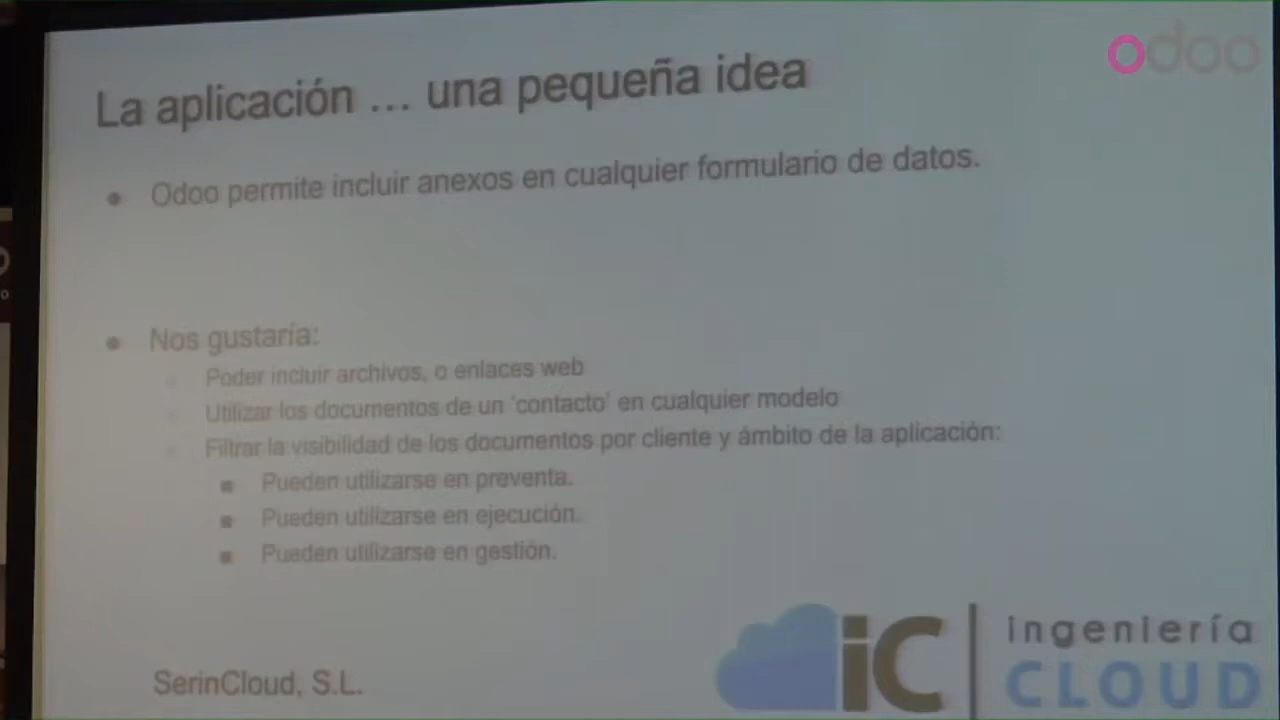 odoo
La aplicación ... una pequeña idea
Odoo permite incluir anexos en cualquier formulario de datos.
Nos gustaría:
Poder incluir archivos, o enlaces web
Utilizar los documentos de un 'contacto' en cualquier modelo
Filtrar la visibilidad de los documentos por cliente y ámbito de la aplicación:
Pueden utilizarse en preventa.
Pueden utilizarse en ejecución.
Pueden utilizarse en gestión.
SerinCloud, S.L.
iC
ingeniería
CLOUD